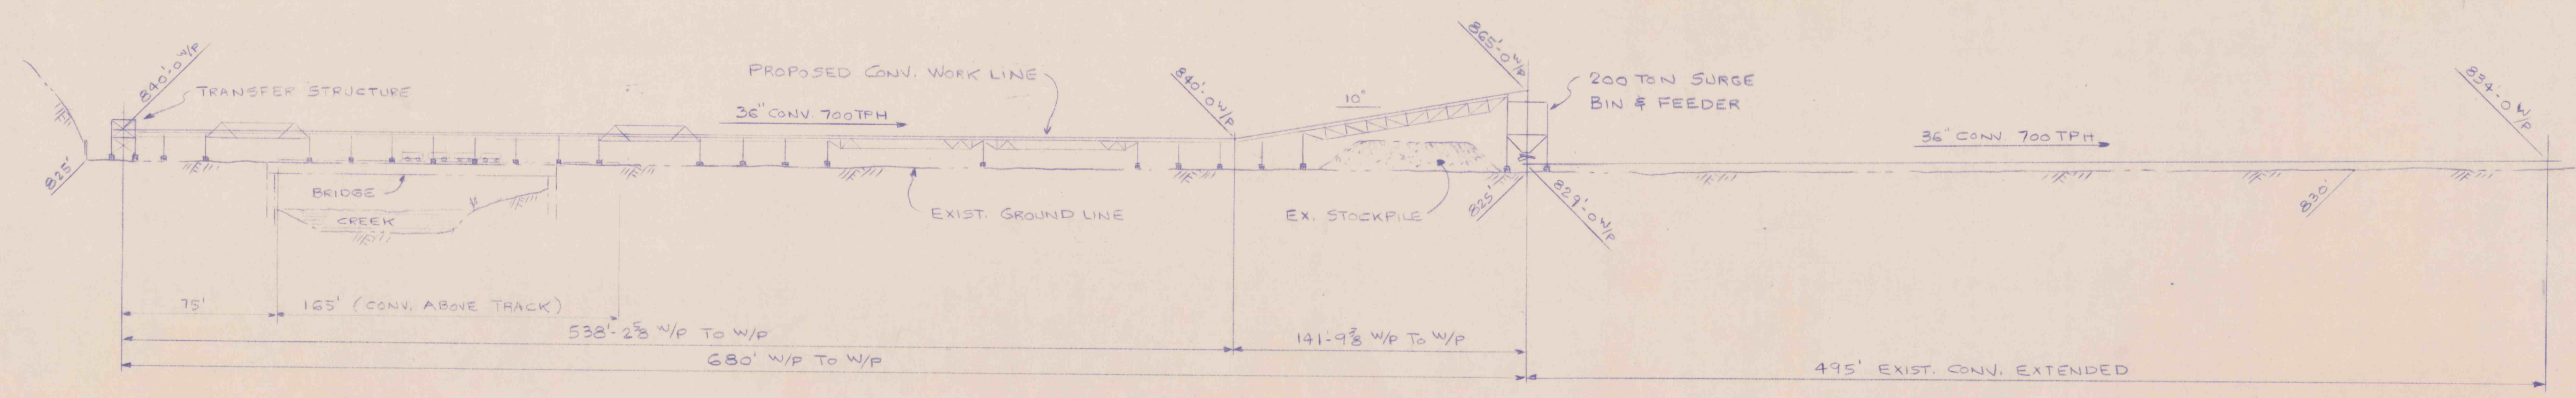 840'-0 W/P
TRANSFER STRUCTURE
825'
BRIDGE
CREEK
75'
165' (CONV. ABOVE TRACK)
538'-2 5/8 W/P TO W/P
680' W/P TO W/P
PROPOSED CONV. WORK LINE
36" CONV. 700 TPH
EXIST. GROUND LINE
840'-0 W/P
10°
EX. STOCKPILE
141'-9 3/8 W/P TO W/P
865'-0 W/P
200 TON SURGE
BIN & FEEDER
825'
829'-0 W/P
36" CONV. 700 TPH
830'
834'-0 W/P
495' EXIST. CONV. EXTENDED